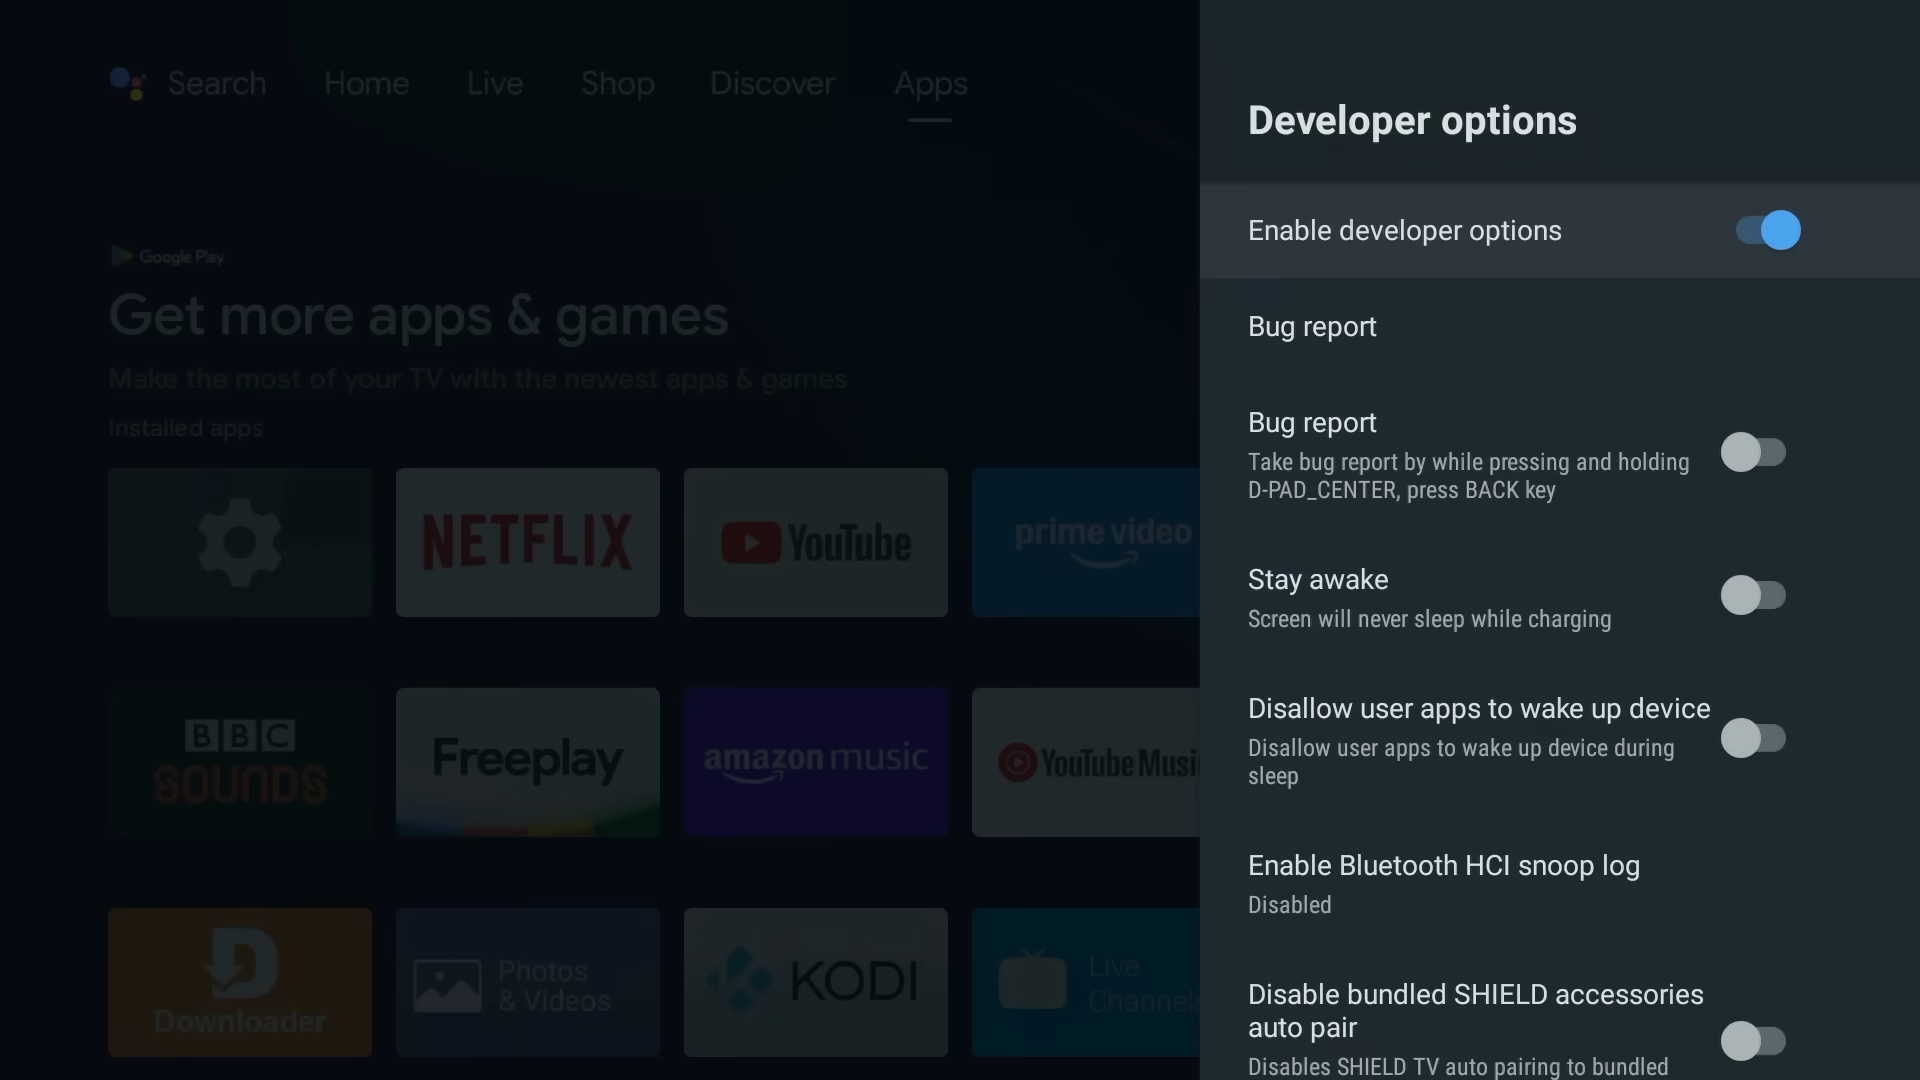 Search Home Live Shop Discover Apps
Google Play
Get more apps & games
Make the most of your TV with the newest apps & games
Installed apps
NETFLIX
YouTube
prime video
BBC
SOUNDS
Freeplay
amazon music
YouTube Musi
Downloader
Photos
& Videos
KODI
Live
Channels
Developer options
Enable developer options
Bug report
Bug report
Take bug report by while pressing and holding
D-PAD_CENTER, press BACK key
Stay awake
Screen will never sleep while charging
Disallow user apps to wake up device
Disallow user apps to wake up device during
sleep
Enable Bluetooth HCI snoop log
Disabled
Disable bundled SHIELD accessories
auto pair
Disables SHIELD TV auto pairing to bundled